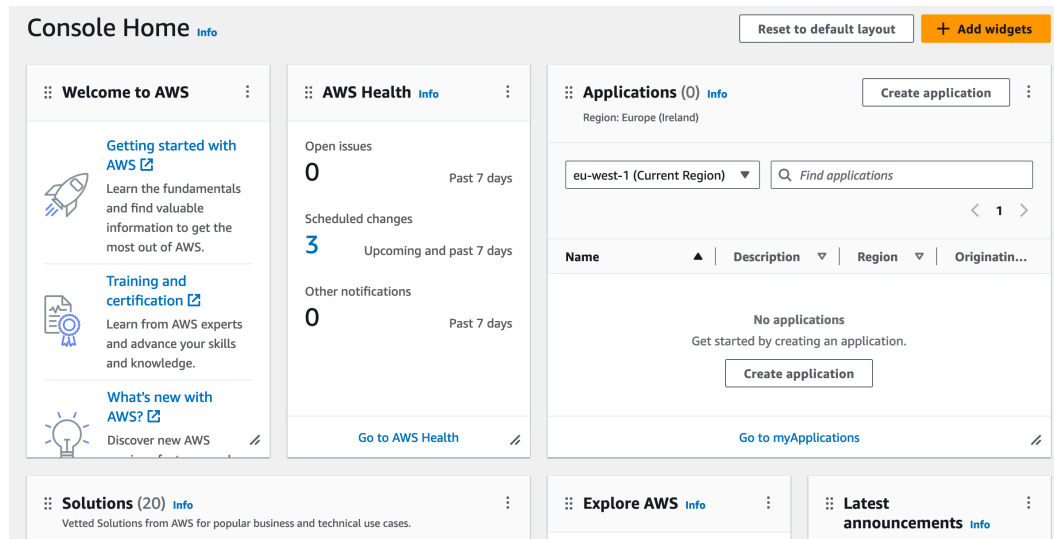 Console Home Info
Reset to default layout
+ Add widgets
Welcome to AWS
Getting started with
AWS
Learn the fundamentals
and find valuable
information to get the
most out of AWS.
Training and
certification
Learn from AWS experts
and advance your skills
and knowledge.
What's new with
AWS?
Discover new AWS
AWS Health Info
Open issues
0
Past 7 days
Scheduled changes
3
Upcoming and past 7 days
Other notifications
0
Past 7 days
Go to AWS Health
Applications (0) Info
Region: Europe (Ireland)
Create application
eu-west-1 (Current Region)
Find applications
1
Name Description Region Originatin...
No applications
Get started by creating an application.
Create application
Go to myApplications
Solutions (20) Info
Vetted Solutions from AWS for popular business and technical use cases.
Explore AWS Info
Latest
announcements Info